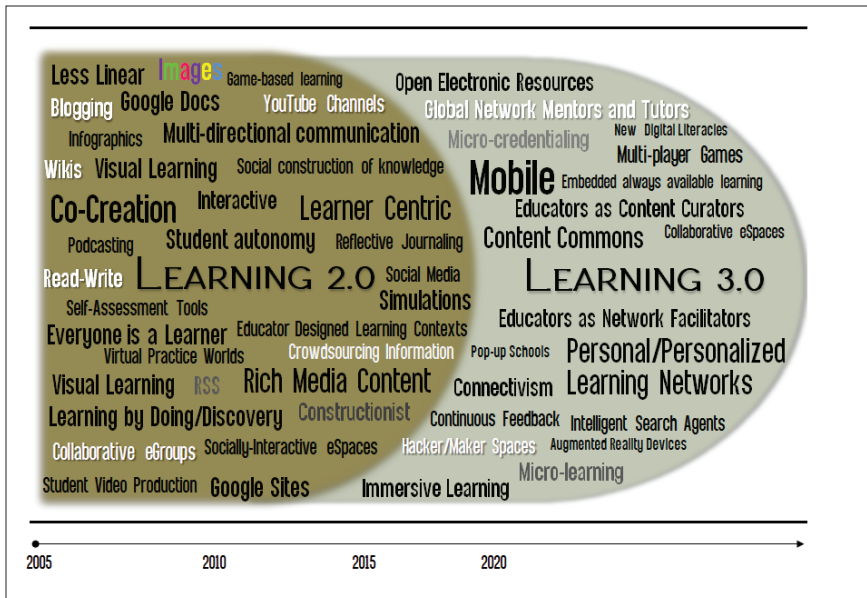 Less Linear Images Game-based learning Open Electronic Resources
Blogging Google Docs YouTube Channels Global Network Mentors and Tutors
Infographics Multi-directional communication Micro-credentialing New Digital Literacies
Multi-player Games
Wikis Visual Learning Social construction of knowledge Mobile Embedded always available learning
Co-Creation Interactive Learner Centric Educators as Content Curators
Podcasting Student autonomy Reflective Journaling Content Commons Collaborative eSpaces
Read-Write LEARNING 2.0 Social Media LEARNING 3.0
Self-Assessment Tools Simulations
Everyone is a Learner Educator Designed Learning Contexts Educators as Network Facilitators
Virtual Practice Worlds Crowdsourcing Information Pop-up Schools Personal/Personalized
Visual Learning RSS Rich Media Content Connectivism Learning Networks
Learning by Doing/Discovery Constructionist Continuous Feedback Intelligent Search Agents
Collaborative eGroups Socially-Interactive eSpaces Hacker/Maker Spaces Augmented Reality Devices
Micro-learning
Student Video Production Google Sites Immersive Learning
2005 2010 2015 2020